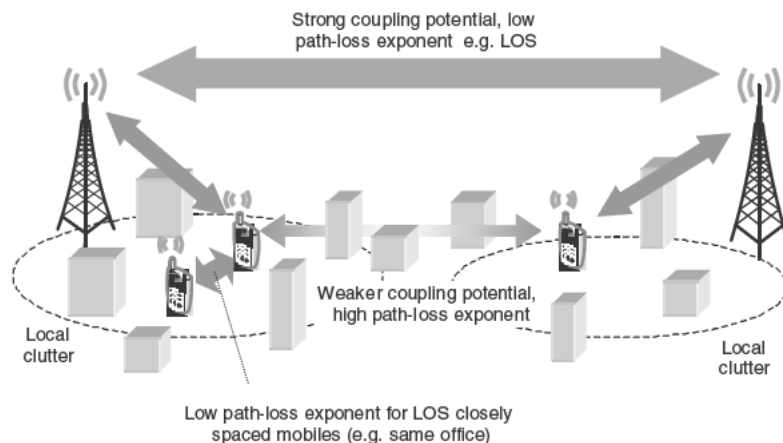 Strong coupling potential, low
path-loss exponent e.g. LOS
Weaker coupling potential,
high path-loss exponent
Local
clutter
Local
clutter
Low path-loss exponent for LOS closely
spaced mobiles (e.g. same office)